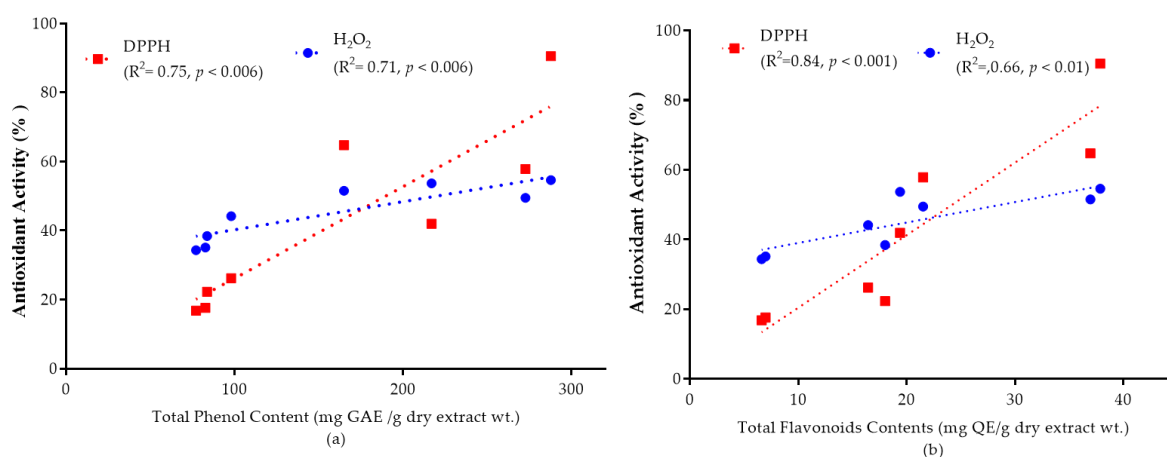 100
80
60
40
20
0
Antioxidant Activity (% )
DPPH
(R²= 0.75, p < 0.006)
H₂O₂
(R²= 0.71, p < 0.006)
0 100 200 300
Total Phenol Content (mg GAE /g dry extract wt.)
(a)
100
80
60
40
20
0
Antioxidant Activity (% )
DPPH
(R²=0.84, p < 0.001)
H₂O₂
(R²=,0.66, p < 0.01)
10 20 30 40
Total Flavonoids Contents (mg QE/g dry extract wt.)
(b)